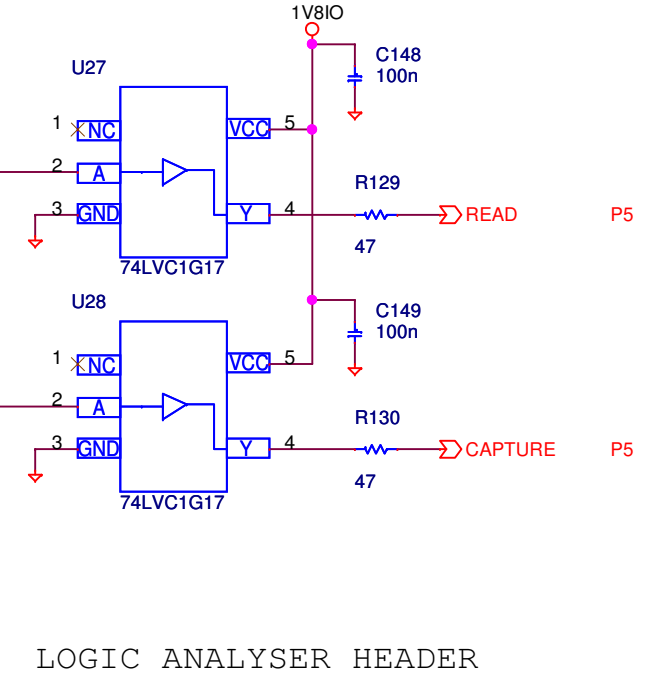 1V8IO
C148
100n
U27
1 NC VCC 5
2 A
R129
3 GND Y 4 READ P5
47
74LVC1G17
U28
C149
100n
1 NC VCC 5
2 A
R130
3 GND Y 4 CAPTURE P5
47
74LVC1G17
LOGIC ANALYSER HEADER